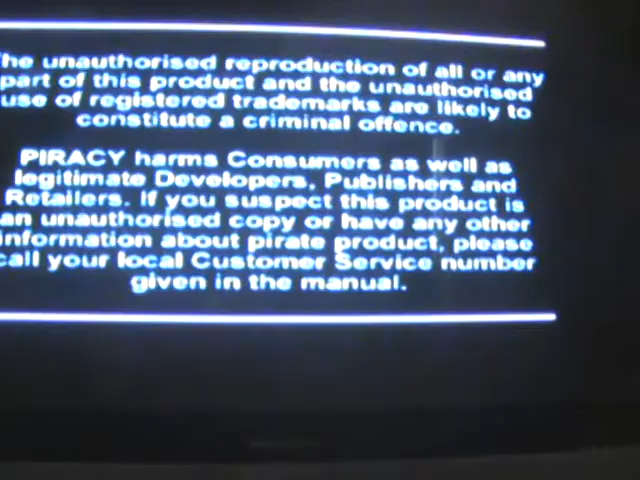 he unauthorised reproduction of all or any
part of this product and the unauthorised
use of registered trademarks are likely to
constitute a criminal offence.
PIRACY harms Consumers as well as
legitimate Developers, Publishers and
Retailers. If you suspect this product is
an unauthorised copy or have any other
information about pirate product, please
call your local Customer Service number
given in the manual.